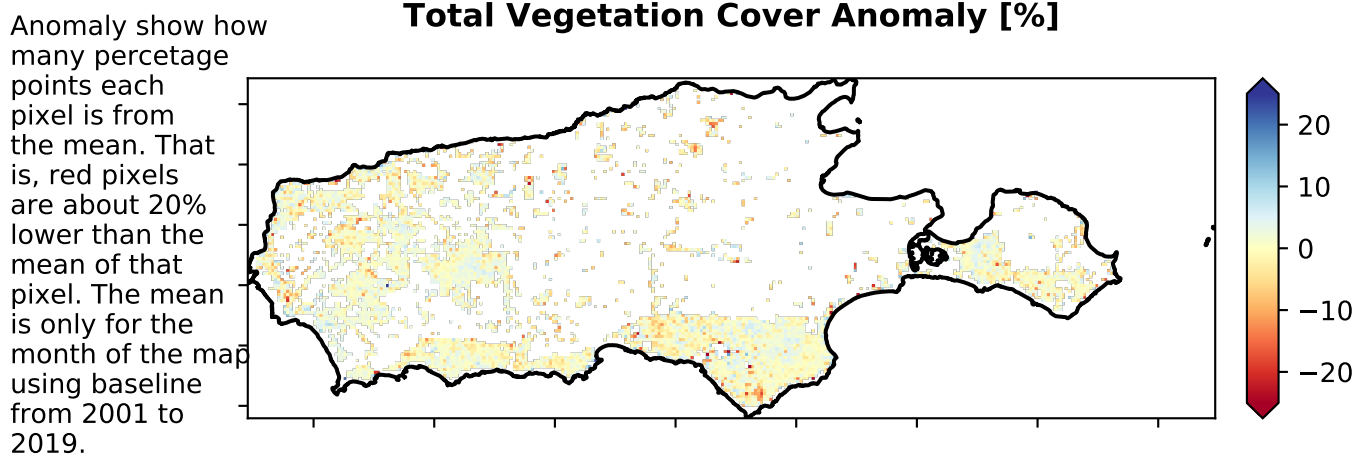 Total Vegetation Cover Anomaly [%]
Anomaly show how
many percetage
points each
pixel is from
the mean. That
is, red pixels
are about 20%
lower than the
mean of that
pixel. The mean
is only for the
month of the map
using baseline
from 2001 to
2019.
20
10
0
−10
−20